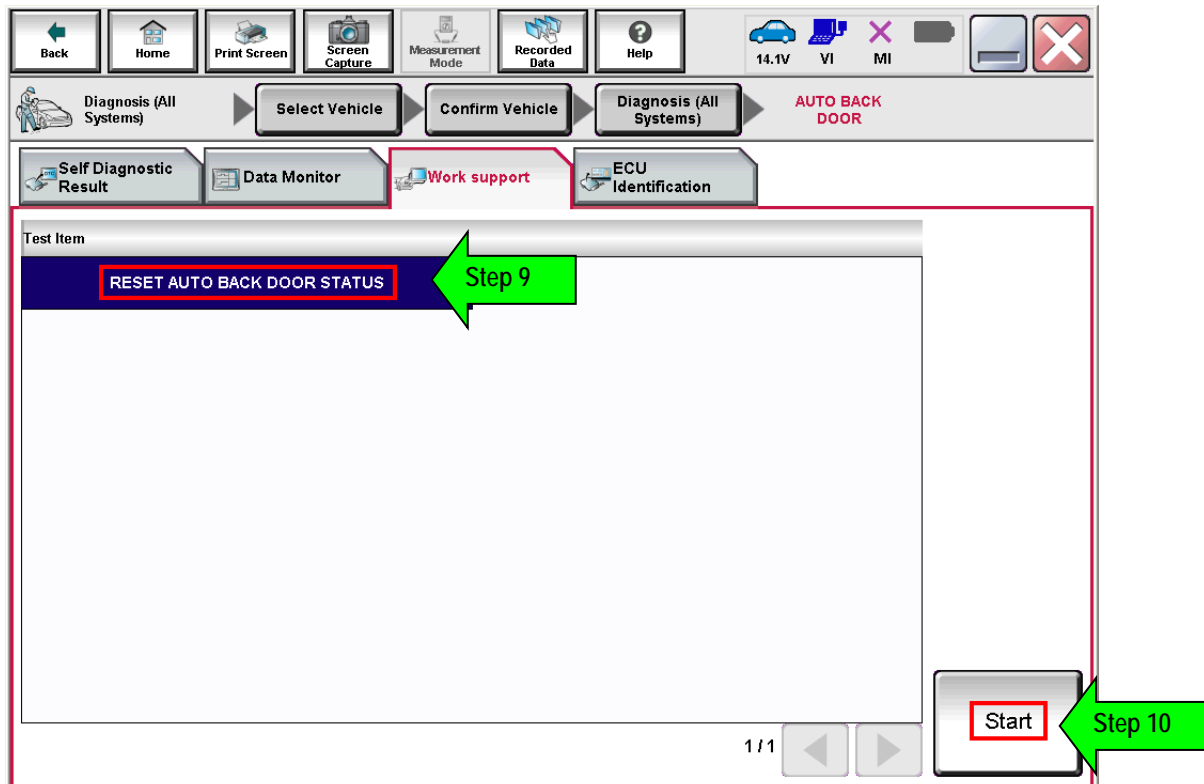 Back
Home
Print Screen
Screen
Capture
Measurement
Mode
Recorded
Data
Help
14.1V
VI
MI
Diagnosis (All
Systems)
Select Vehicle
Confirm Vehicle
Diagnosis (All
Systems)
AUTO BACK
DOOR
Self Diagnostic
Result
Data Monitor
Work support
ECU
Identification
Test Item
RESET AUTO BACK DOOR STATUS
Step 9
Start
Step 10
1/1